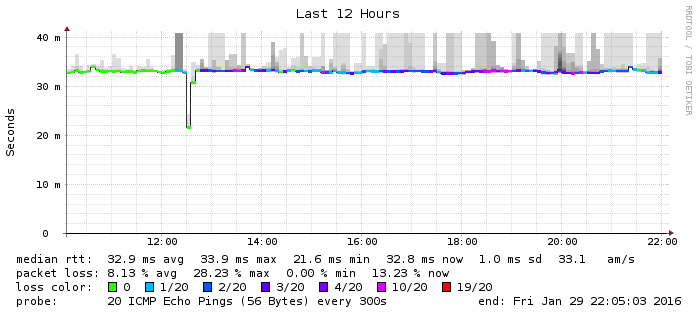 Last 12 Hours
RRDTOOL / TOBI OETIKER
Seconds
40 m
30 m
20 m
10 m
0
12:00 14:00 16:00 18:00 20:00 22:00
median rtt: 32.9 ms avg 33.9 ms max 21.6 ms min 32.8 ms now 1.0 ms sd 33.1 am/s
packet loss: 8.13 % avg 28.23 % max 0.00 % min 13.23 % now
loss color: 0 1/20 2/20 3/20 4/20 10/20 19/20
probe: 20 ICMP Echo Pings (56 Bytes) every 300s end: Fri Jan 29 22:05:03 2016